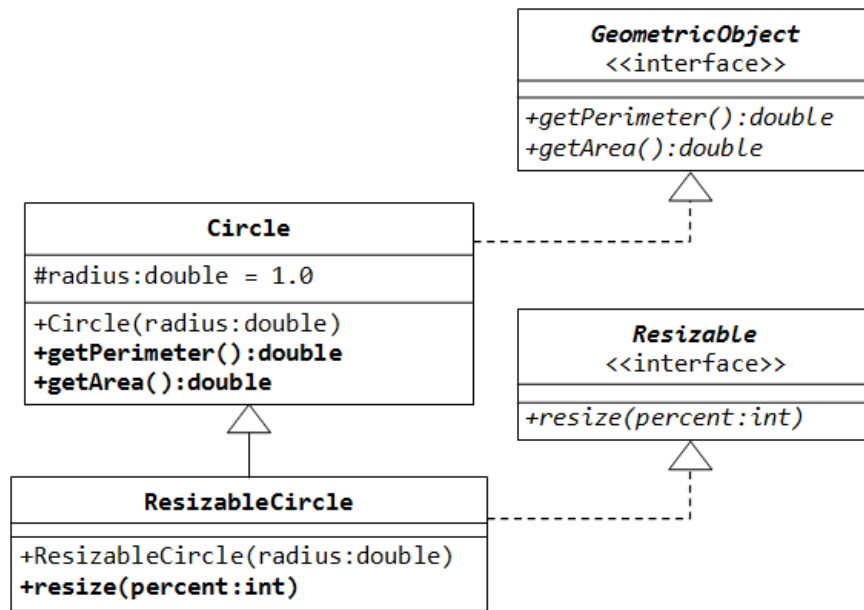 GeometricObject
<<interface>>
+getPerimeter():double
+getArea():double
Circle
#radius:double = 1.0
+Circle(radius:double)
+getPerimeter():double
+getArea():double
Resizable
<<interface>>
+resize(percent:int)
ResizableCircle
+ResizableCircle(radius:double)
+resize(percent:int)